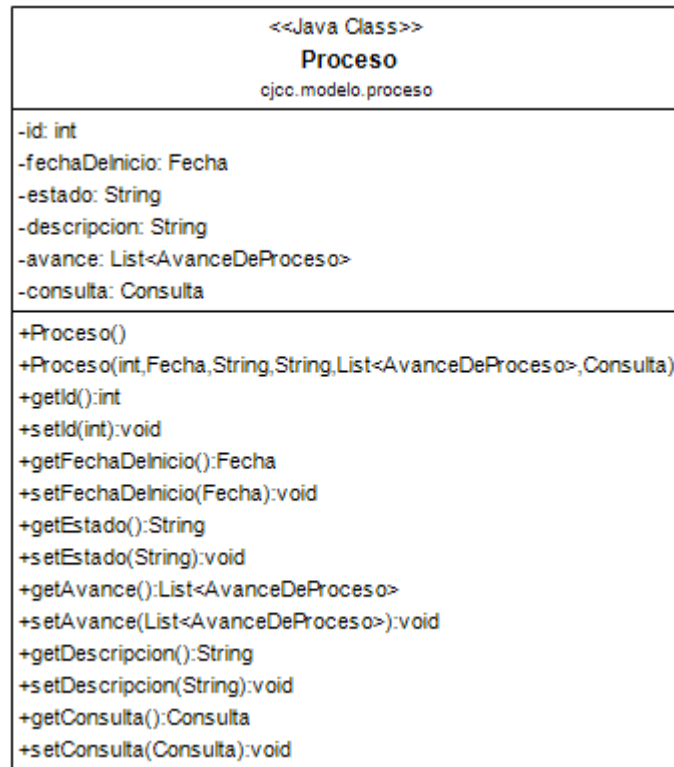 <<Java Class>>
Proceso
cjcc.modelo.proceso
-id: int
-fechaDeInicio: Fecha
-estado: String
-descripcion: String
-avance: List<AvanceDeProceso>
-consulta: Consulta
+Proceso()
+Proceso(int,Fecha,String,String,List<AvanceDeProceso>,Consulta)
+getId():int
+setId(int):void
+getFechaDeInicio():Fecha
+setFechaDeInicio(Fecha):void
+getEstado():String
+setEstado(String):void
+getAvance():List<AvanceDeProceso>
+setAvance(List<AvanceDeProceso>):void
+getDescripcion():String
+setDescripcion(String):void
+getConsulta():Consulta
+setConsulta(Consulta):void